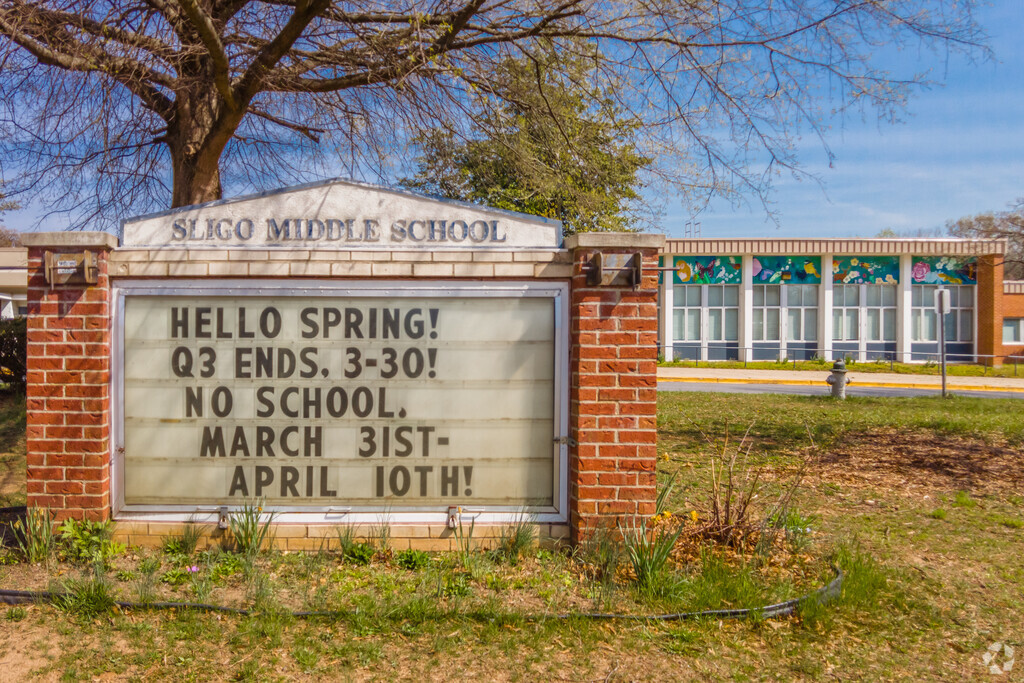 SLIGO MIDDLE SCHOOL
HELLO SPRING!
Q3 ENDS. 3-30!
NO SCHOOL.
MARCH 31ST-
APRIL 10TH!